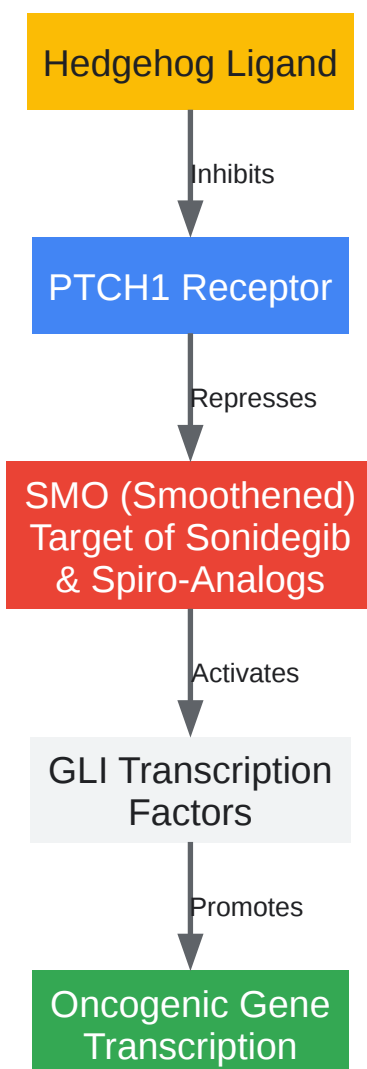 Hedgehog Ligand
Inhibits
PTCH1 Receptor
Represses
SMO (Smoothened)
Target of Sonidegib
& Spiro-Analogs
Activates
GLI Transcription
Factors
Promotes
Oncogenic Gene
Transcription